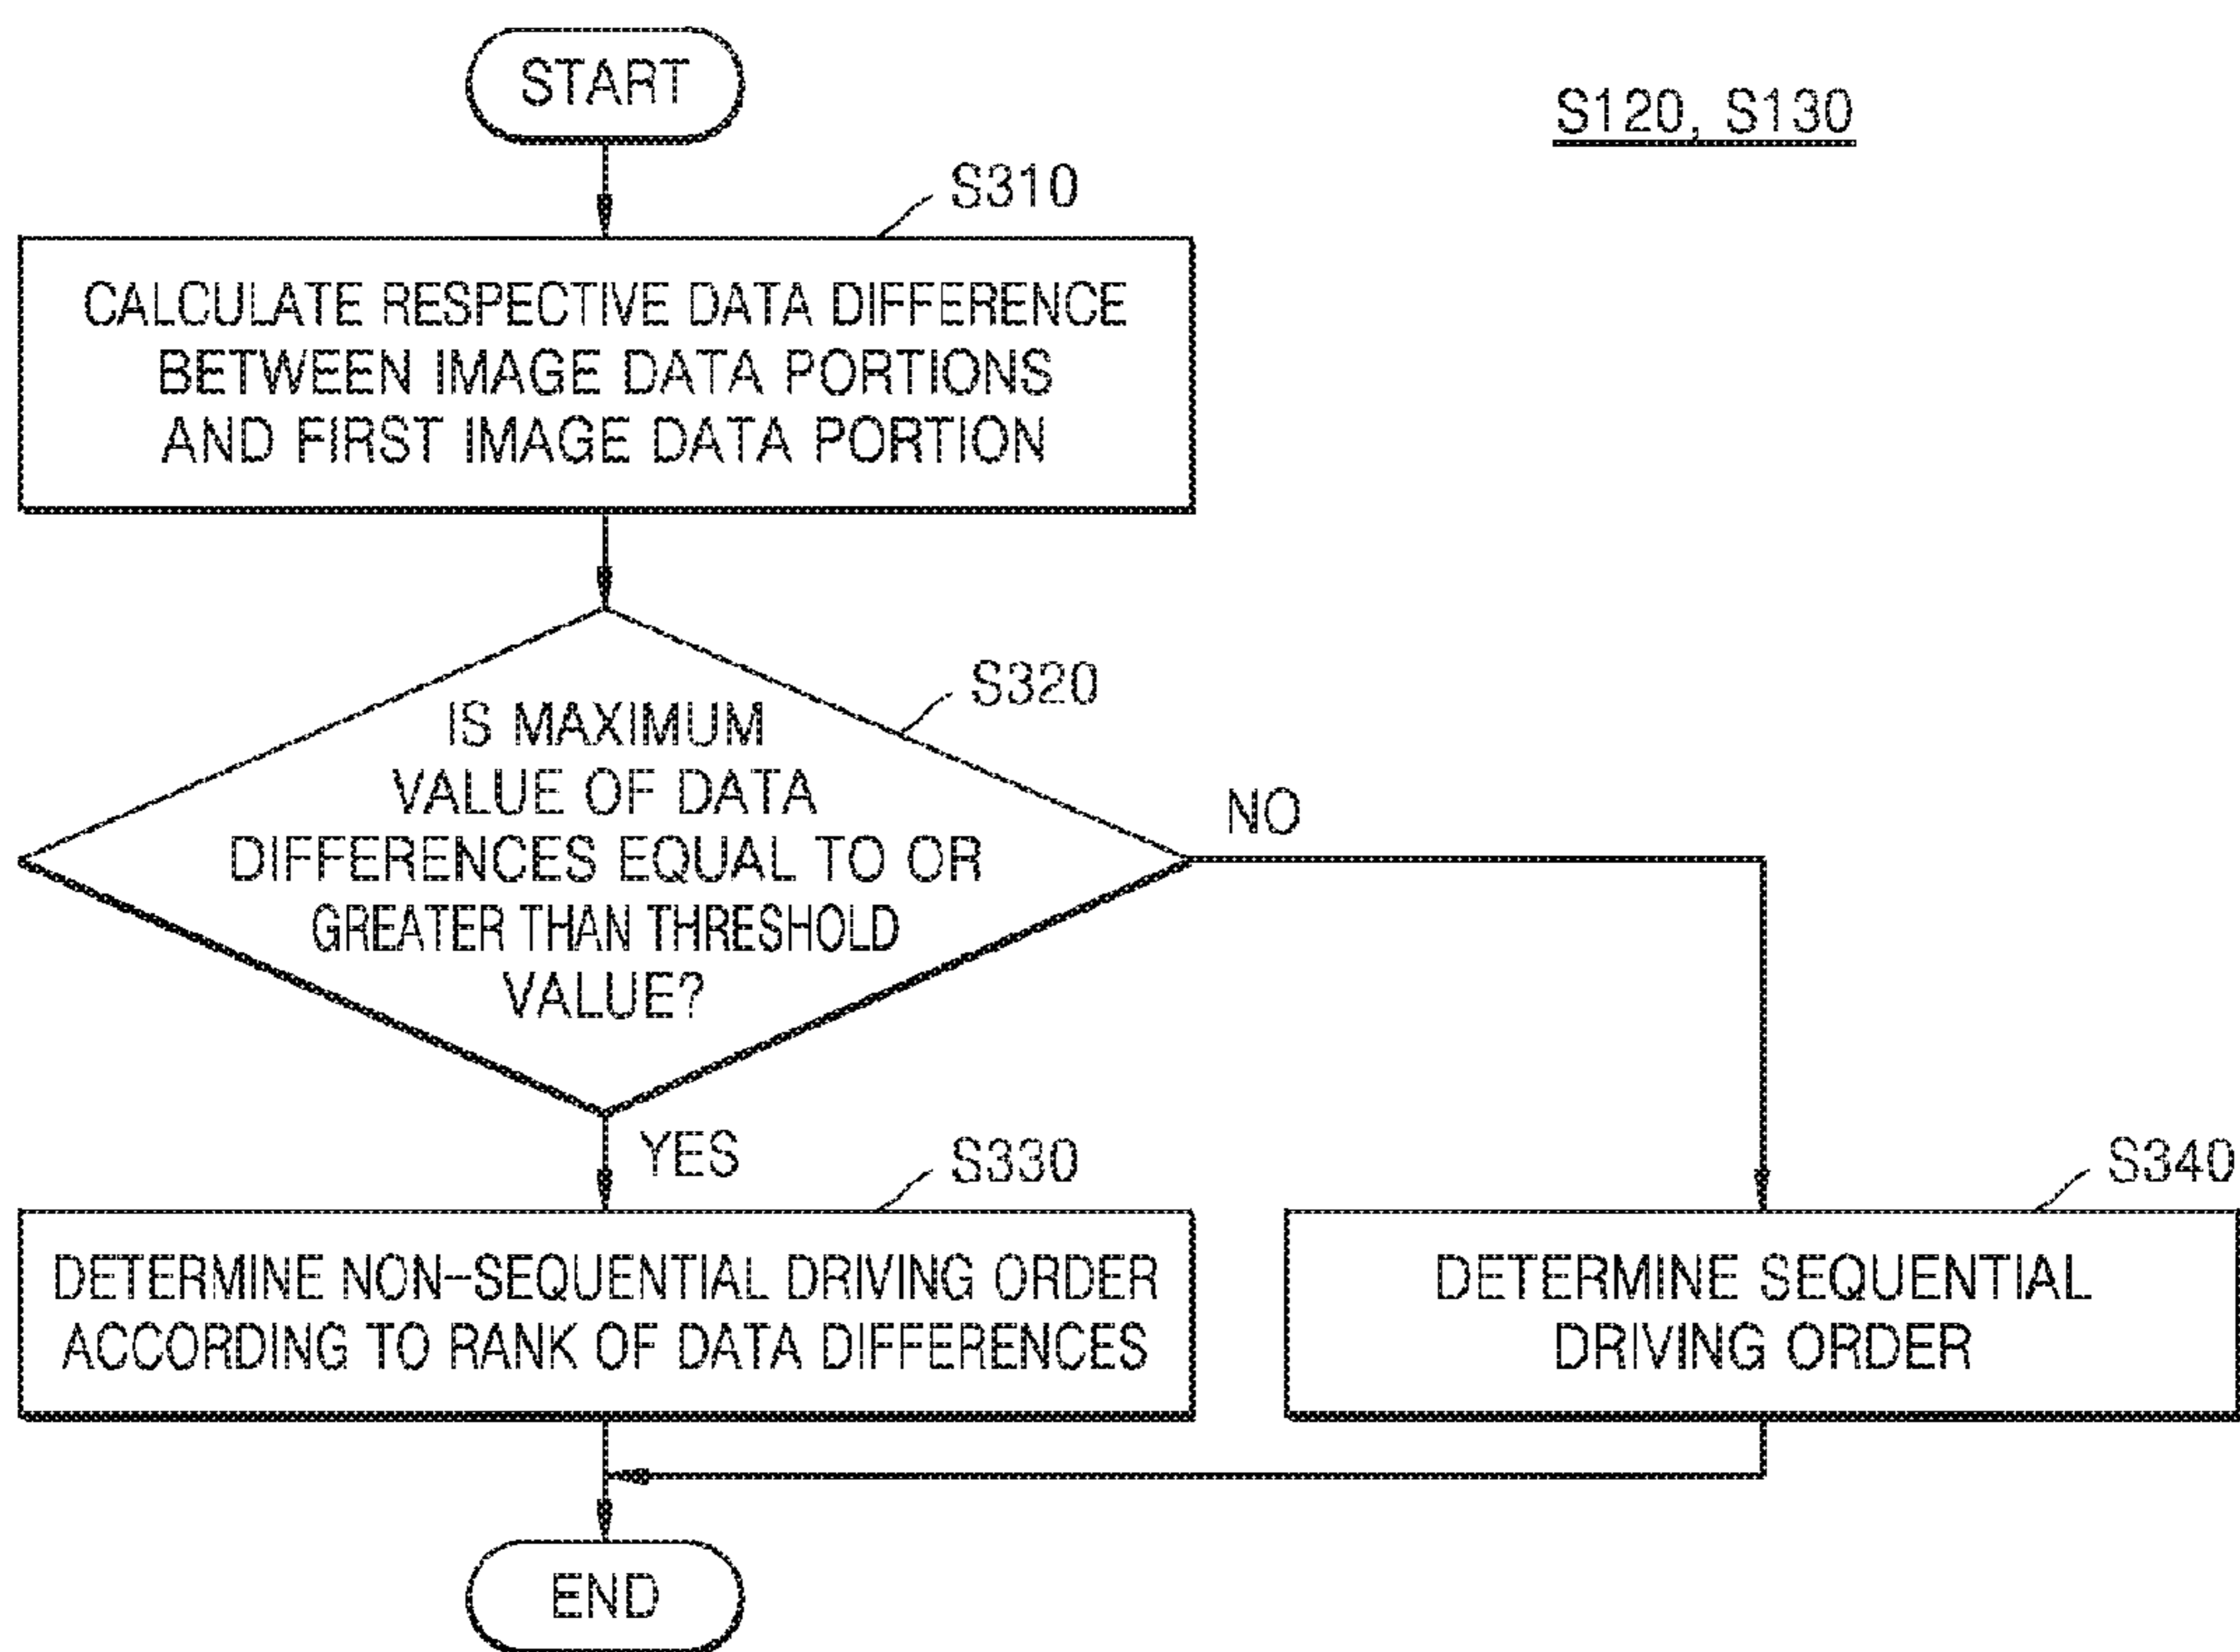 START
S120, S130
S310
CALCULATE RESPECTIVE DATA DIFFERENCE
BETWEEN IMAGE DATA PORTIONS
AND FIRST IMAGE DATA PORTION
S320
IS MAXIMUM
VALUE OF DATA
DIFFERENCES EQUAL TO OR
GREATER THAN THRESHOLD
VALUE?
NO
YES
S330
DETERMINE NON-SEQUENTIAL DRIVING ORDER
ACCORDING TO RANK OF DATA DIFFERENCES
S340
DETERMINE SEQUENTIAL
DRIVING ORDER
END